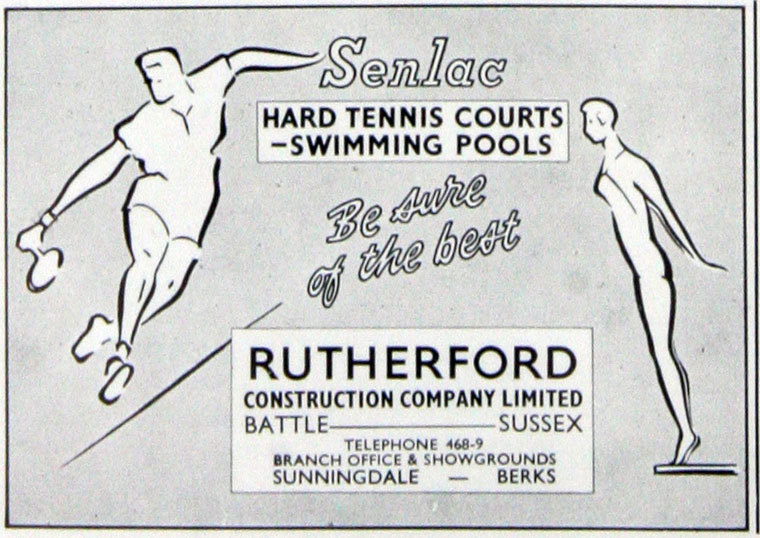 Senlac
HARD TENNIS COURTS
-SWIMMING POOLS
Be sure
of the best
RUTHERFORD
CONSTRUCTION COMPANY LIMITED
BATTLE—SUSSEX
TELEPHONE 468-9
BRANCH OFFICE & SHOWGROUNDS
SUNNINGDALE — BERKS